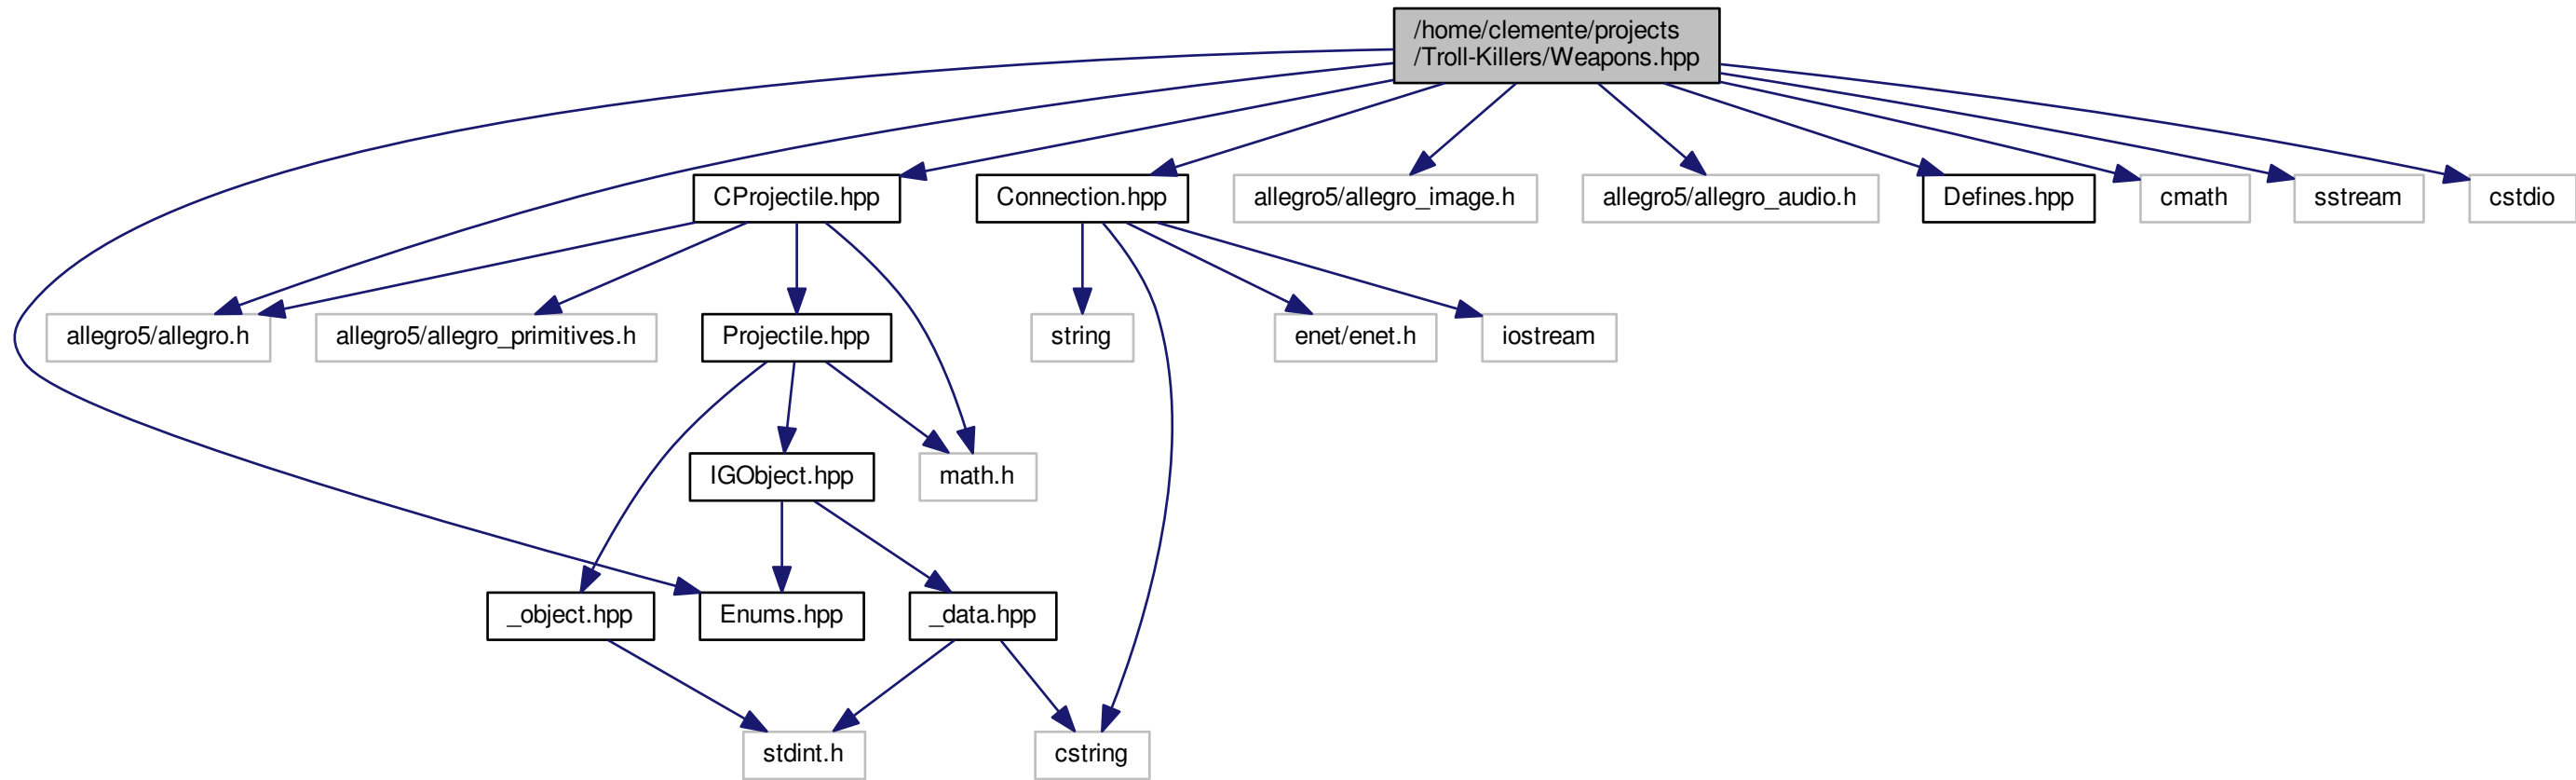 /home/clemente/projects
/Troll-Killers/Weapons.hpp
CProjectile.hpp
Connection.hpp
allegro5/allegro_image.h
allegro5/allegro_audio.h
Defines.hpp
cmath
sstream
cstdio
allegro5/allegro.h
allegro5/allegro_primitives.h
Projectile.hpp
string
enet/enet.h
iostream
IGObject.hpp
math.h
_object.hpp
Enums.hpp
_data.hpp
stdint.h
cstring